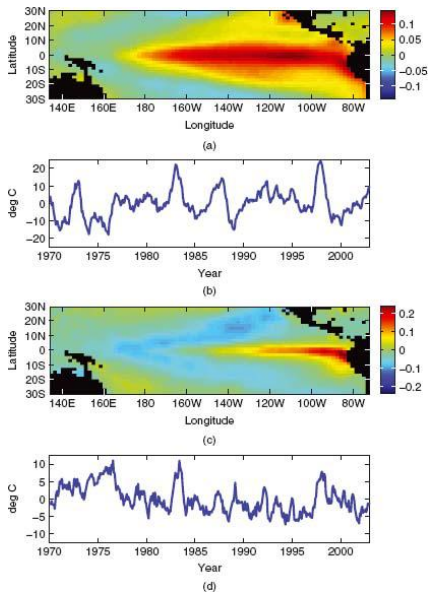 30N
20N
10N
0
10S
20S
30S
Latitude
140E 160E 180 160W 140W 120W 100W 80W
Longitude
0.1
0.05
0
−0.05
−0.1
(a)
20
10
0
−10
−20
deg C
1970 1975 1980 1985 1990 1995 2000
Year
(b)
30N
20N
10N
0
10S
20S
30S
Latitude
140E 160E 180 160W 140W 120W 100W 80W
Longitude
0.2
0.1
0
−0.1
−0.2
(c)
10
5
0
−5
−10
deg C
1970 1975 1980 1985 1990 1995 2000
Year
(d)